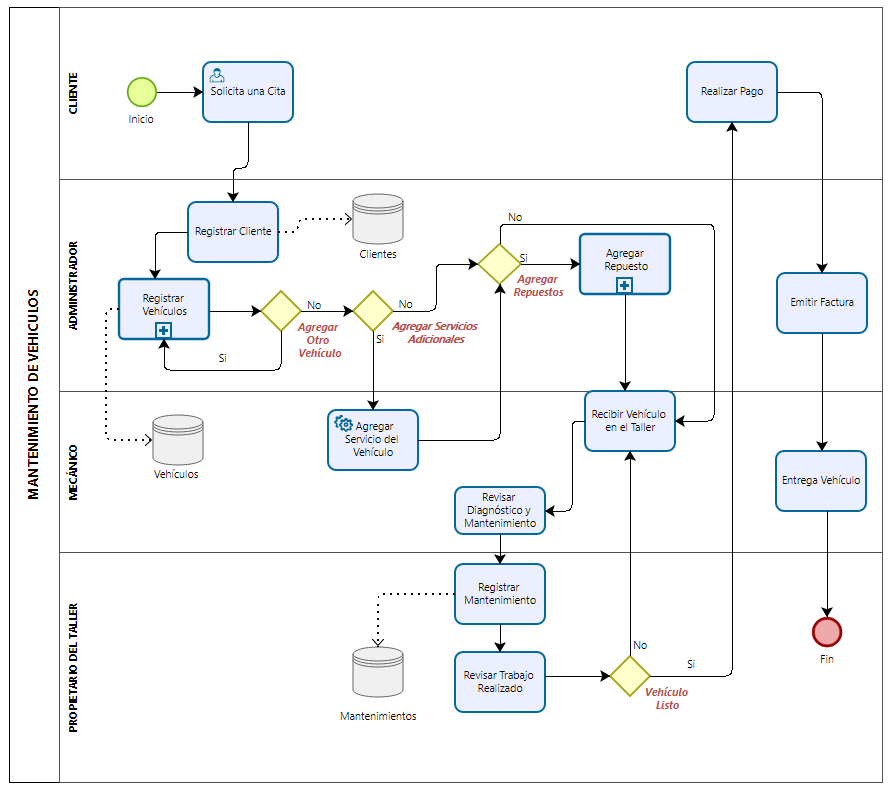 MANTENIMIENTO DE VEHICULOS
CLIENTE
Inicio
Solicita una Cita
Realizar Pago
ADMINISTRADOR
Registrar Cliente
Clientes
Registrar
Vehículos
Si
No
Agregar
Otro
Vehículo
No
Si
Agregar Servicios
Adicionales
No
Si
Agregar
Repuestos
Agregar
Repuesto
Emitir Factura
MECÁNICO
Vehículos
Agregar
Servicio del
Vehículo
Recibir Vehículo
en el Taller
Revisar
Diagnóstico y
Mantenimiento
Entrega Vehículo
PROPIETARIO DEL TALLER
Registrar
Mantenimiento
Mantenimientos
Revisar Trabajo
Realizado
No
Si
Vehículo
Listo
Fin